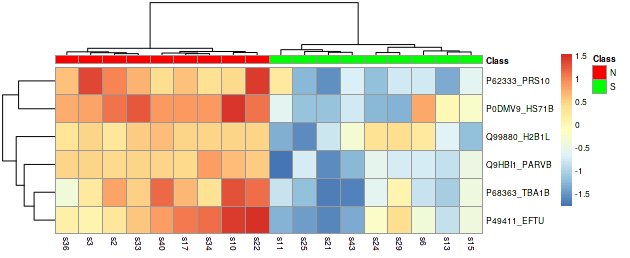 Class
P62333_PRS10
P0DMV9_HS71B
Q99880_H2B1L
Q9HBI1_PARVB
P68363_TBA1B
P49411_EFTU
s36
s3
s2
s33
s40
s17
s34
s10
s22
s11
s25
s21
s43
s24
s29
s6
s13
s15
1.5
1
0.5
0
-0.5
-1
-1.5
Class
N
S